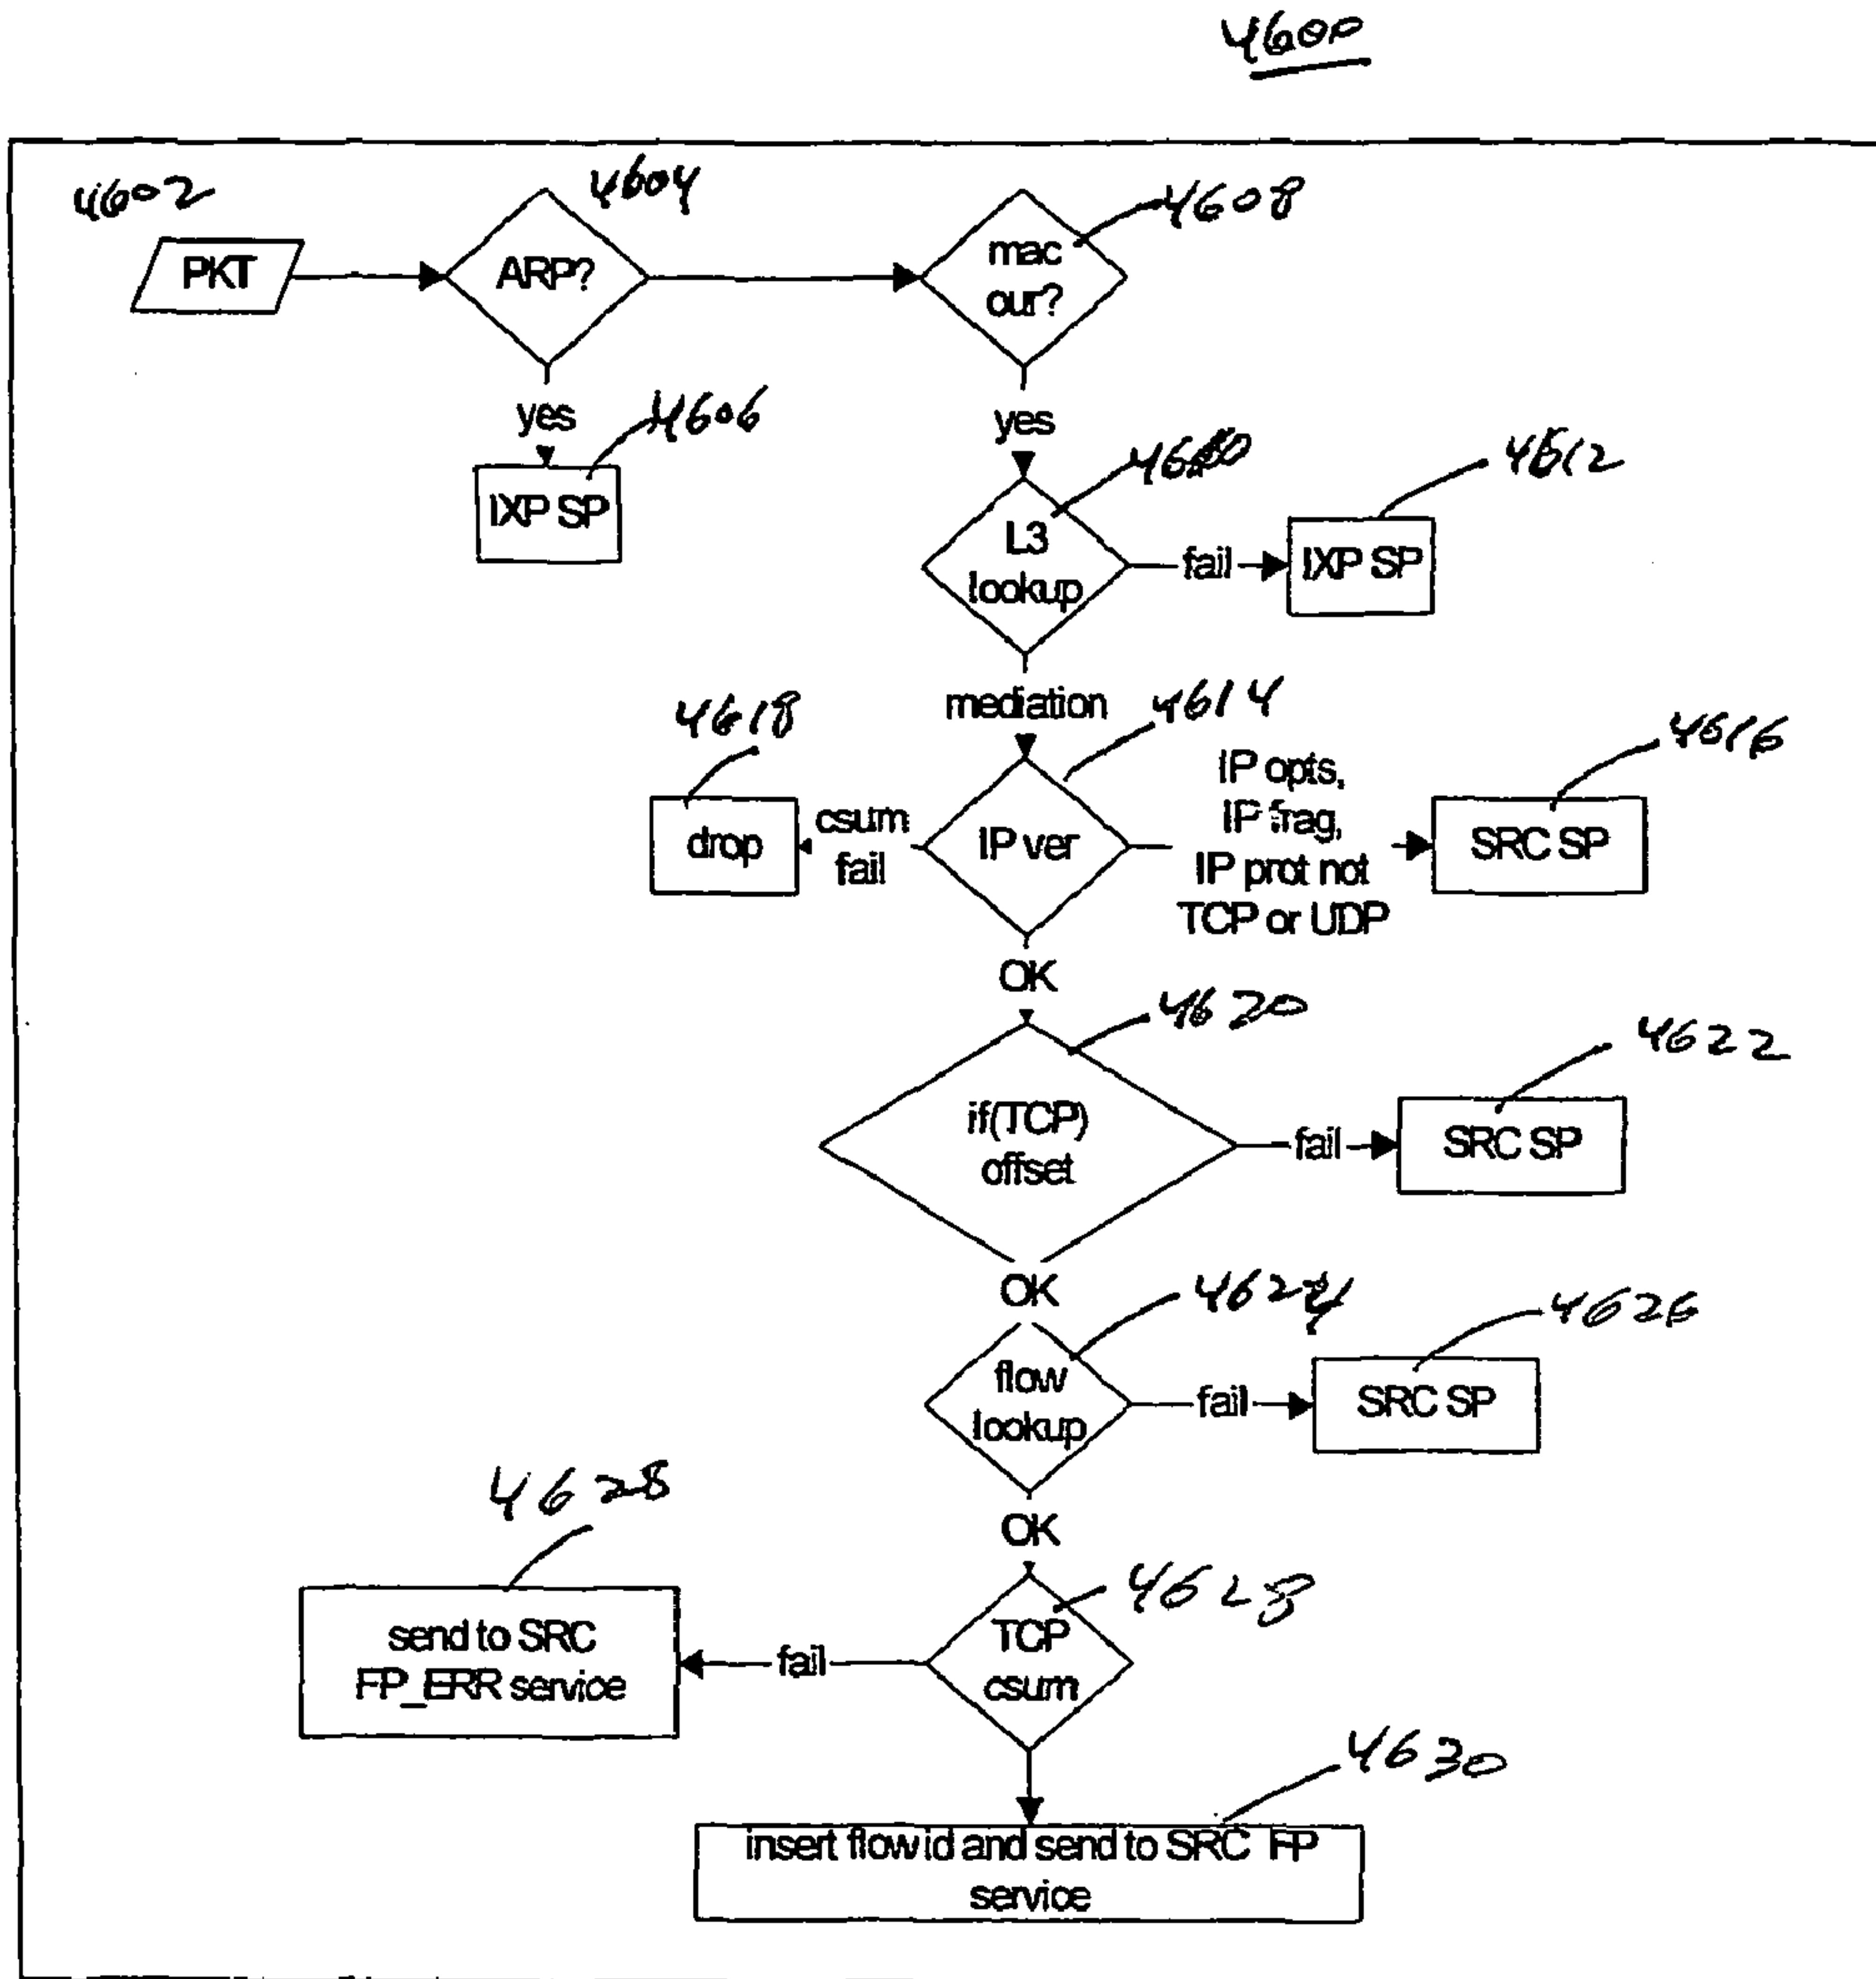 4600
4602
4604
4608
PKT
ARP?
mac
our?
yes
4606
yes
IXP SP
4612
L3
lookup
fail
IXP SP
4618
mediation
4614
4616
drop
csum
fail
IP ver
IP opts,
IP frag,
IP prot not
TCP or UDP
SRC SP
OK
4620
4622
if(TCP)
offset
fail
SRC SP
OK
4624
4626
flow
lookup
fail
SRC SP
4628
OK
4628
send to SRC
FP_ERR service
fail
TCP
csum
4630
insert flow id and send to SRC FP
service